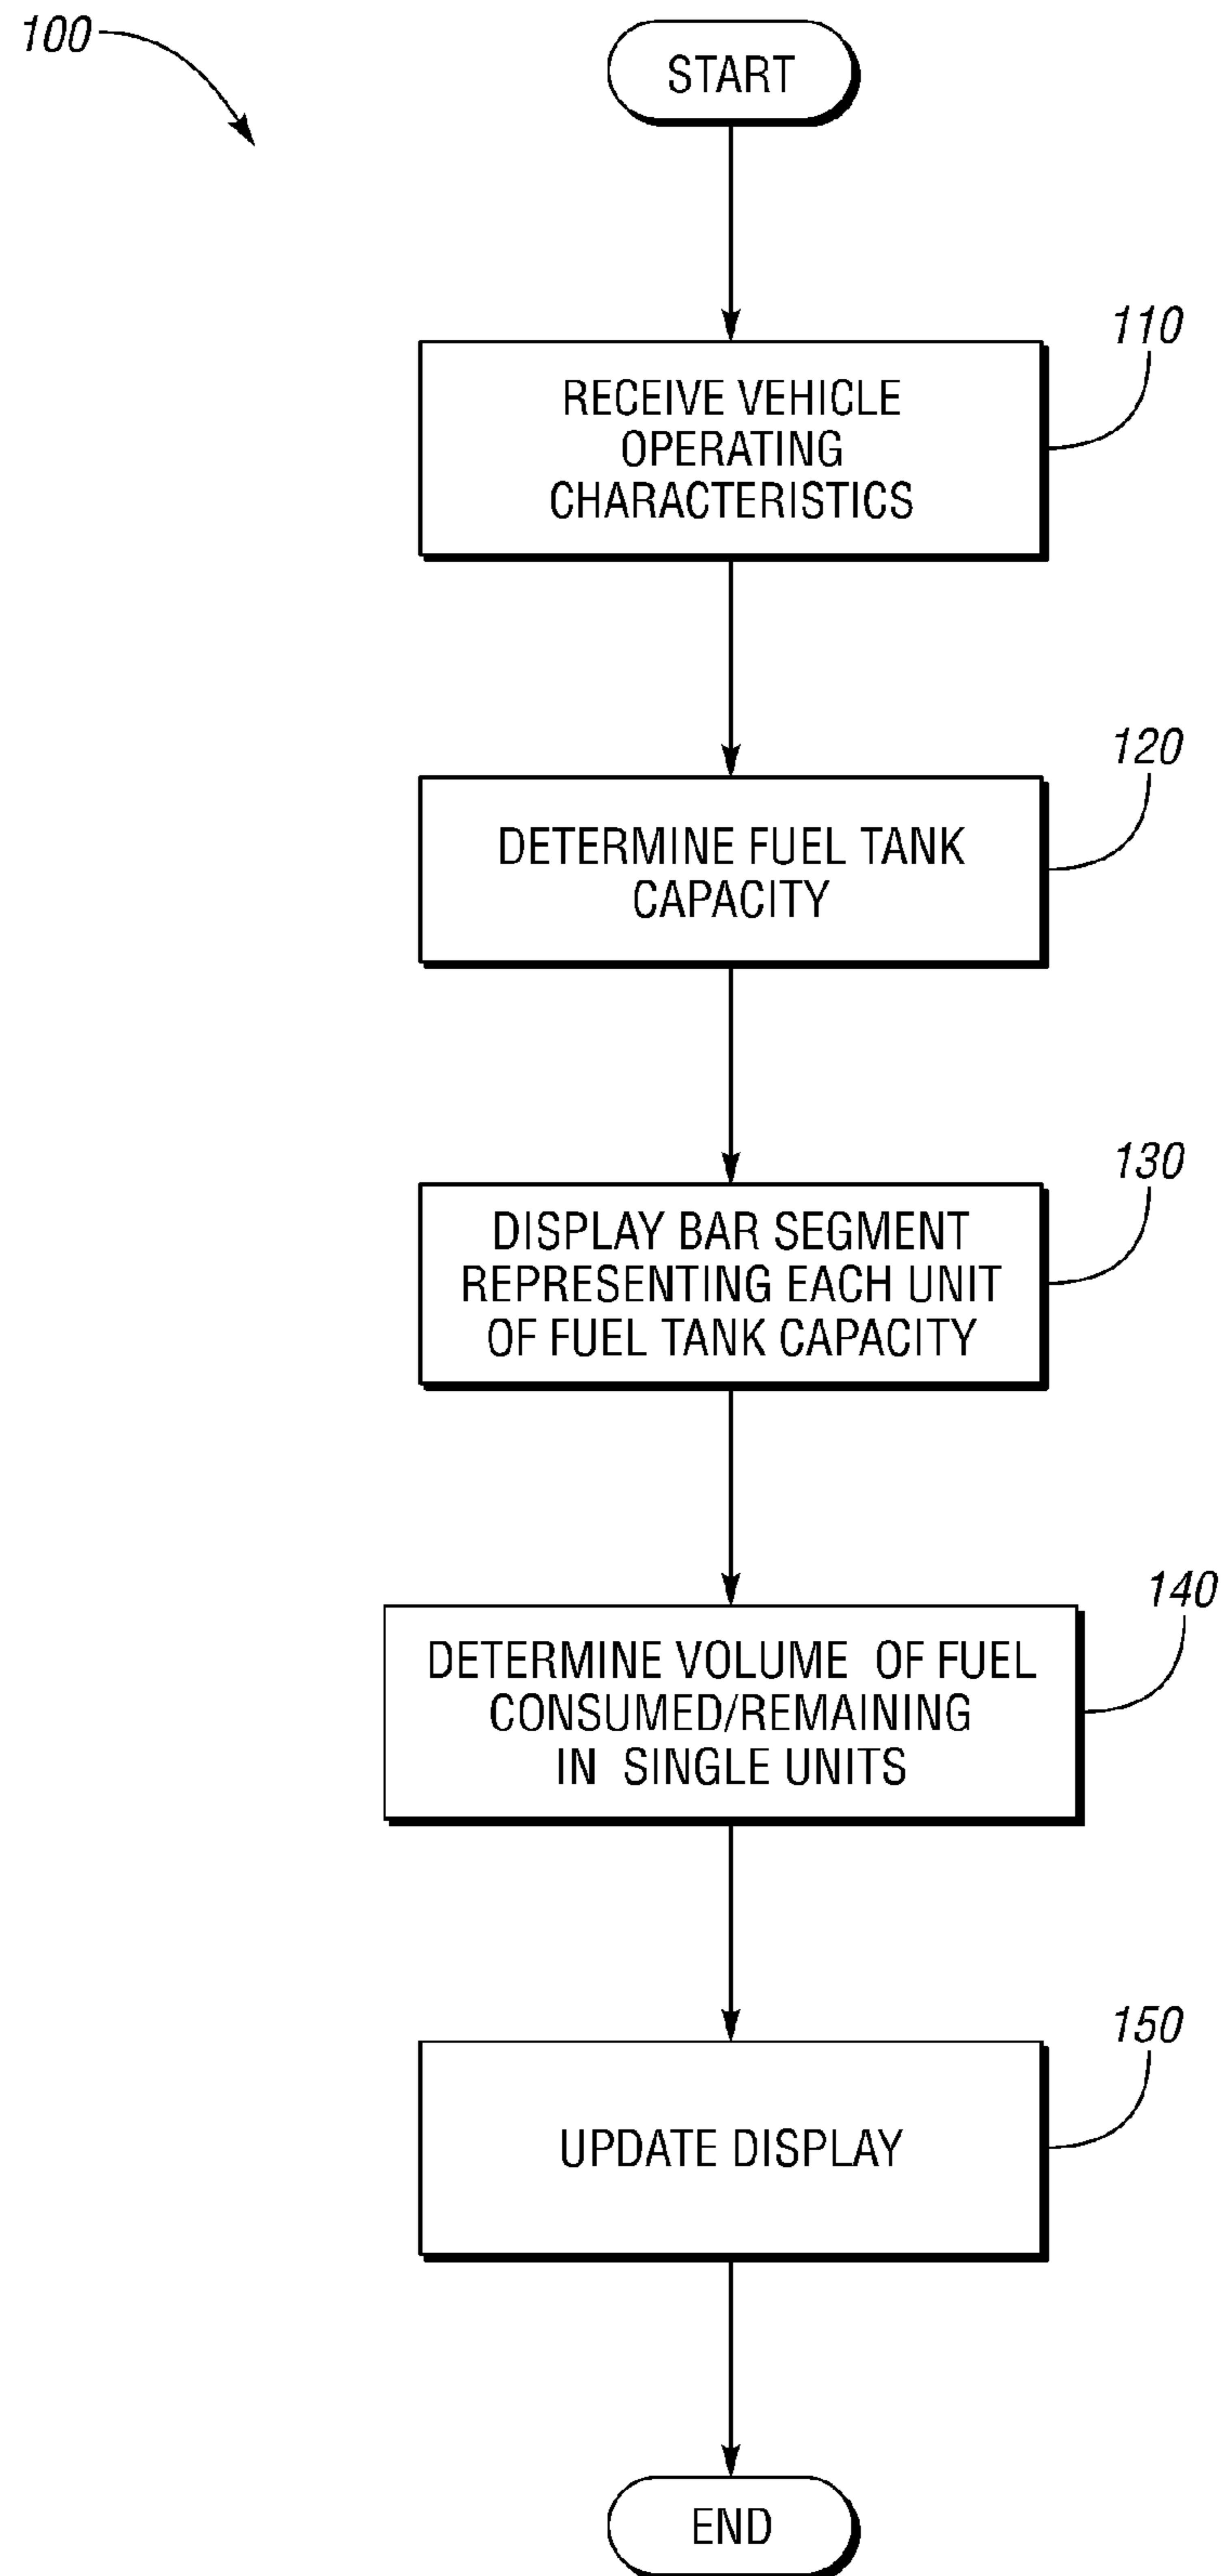 100
START
110
RECEIVE VEHICLE
OPERATING
CHARACTERISTICS
120
DETERMINE FUEL TANK
CAPACITY
130
DISPLAY BAR SEGMENT
REPRESENTING EACH UNIT
OF FUEL TANK CAPACITY
140
DETERMINE VOLUME OF FUEL
CONSUMED/REMAINING
IN SINGLE UNITS
150
UPDATE DISPLAY
END